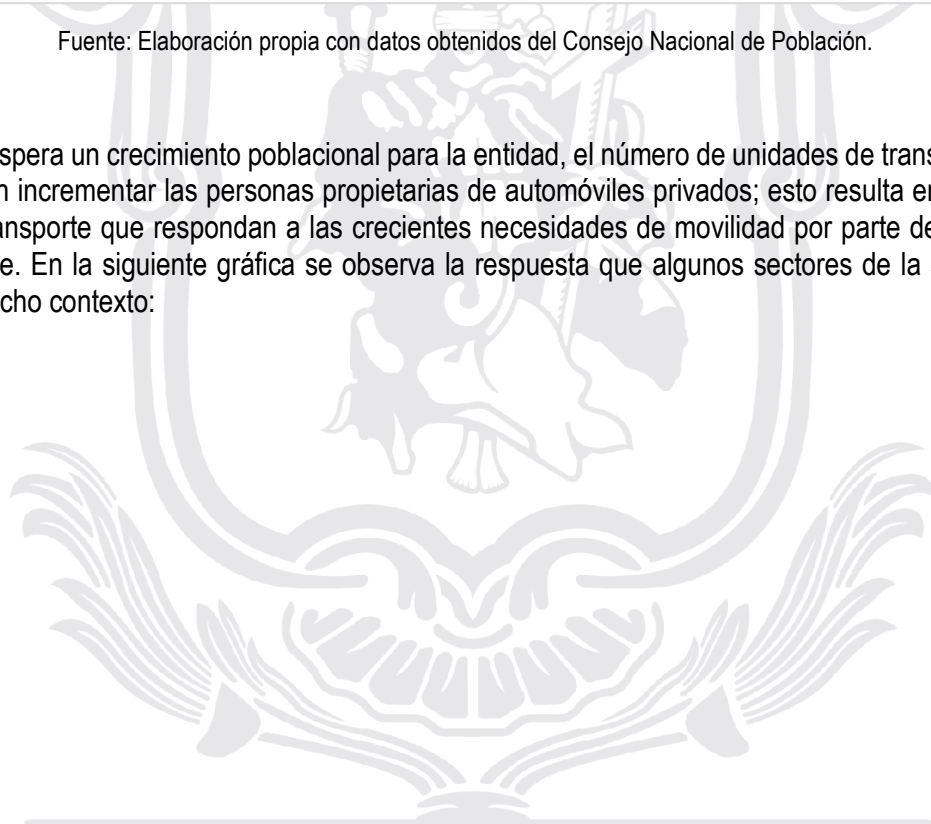 Fuente: Elaboración propia con datos obtenidos del Consejo Nacional de Población.
spera un crecimiento poblacional para la entidad, el número de unidades de trans
n incrementar las personas propietarias de automóviles privados; esto resulta en
ansporte que respondan a las crecientes necesidades de movilidad por parte de
e. En la siguiente gráfica se observa la respuesta que algunos sectores de la
cho contexto: